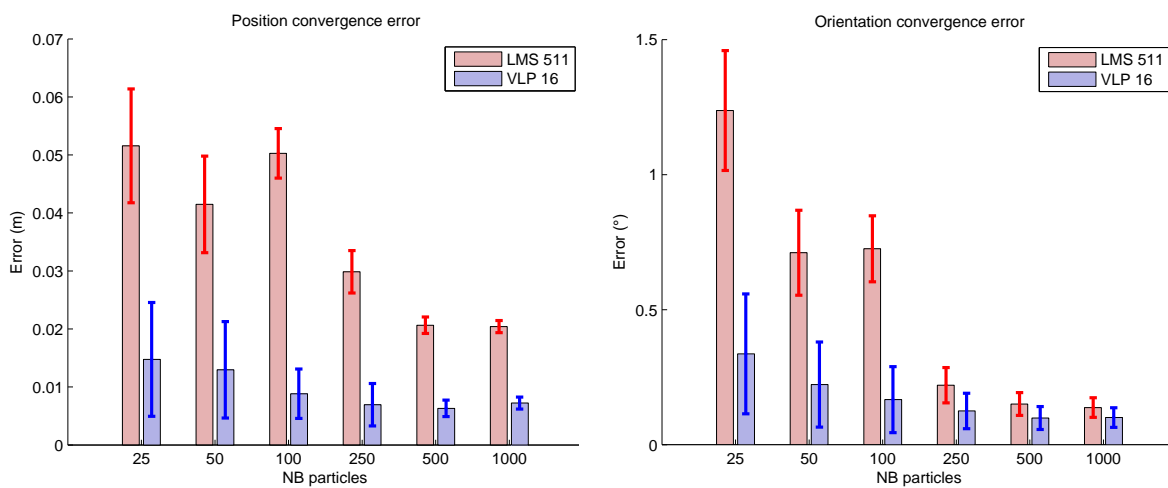 Position convergence error
0.07
0.06
0.05
0.04
0.03
0.02
0.01
0
Error (m)
LMS 511
VLP 16
25 50 100 250 500 1000
NB particles
Orientation convergence error
1.5
1
0.5
0
Error (°)
LMS 511
VLP 16
25 50 100 250 500 1000
NB particles